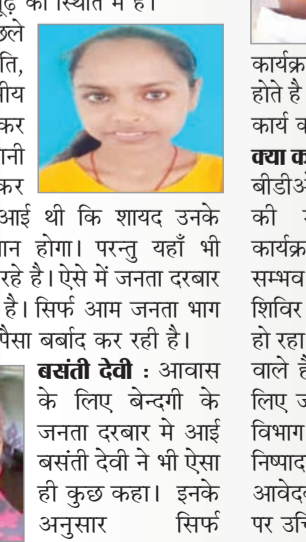 की स्थिति में है।
ति,
ीय
कर
नी
कर
आई थी कि शायद उनके
ान होगा। परन्तु यहाँ भी
रहे है। ऐसे में जनता दरबार
है। सिर्फ आम जनता भाग
पैसा बर्बाद कर रही है।
बसंती देवी : आवास
के लिए बेन्दगी के
जनता दरबार मे आई
बसंती देवी ने भी ऐसा
ही कुछ कहा। इनके
अनुसार सिर्फ
कार्यक्र
होते है
कार्य व
क्या क
बीडीअ
की
कार्यक्र
सम्भव
शिविर
हो रहा
वाले है
लिए ज
विभाग
निष्पाद
आवेदव
पर उचि